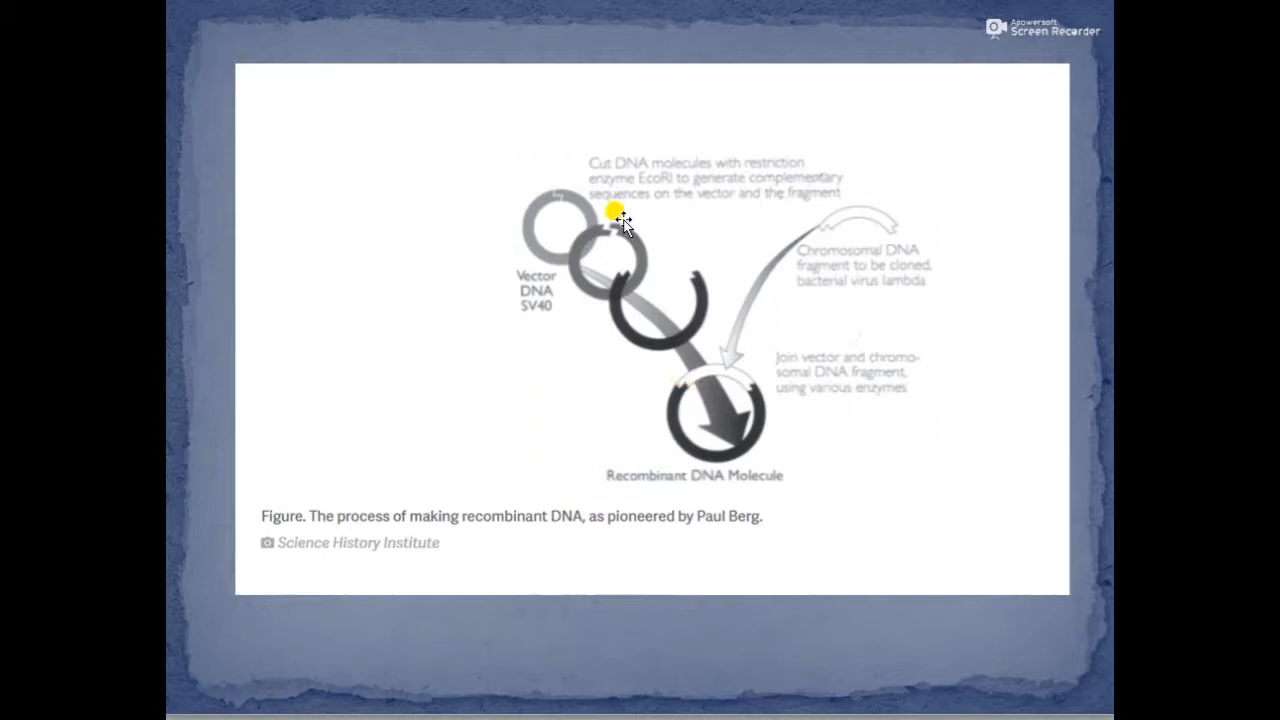 Apowersoft
Screen Recorder
Cut DNA molecules with restriction
enzyme EcoRI to generate complementary
sequences on the vector and the fragment
Vector
DNA
SV40
Chromosomal DNA
fragment to be cloned,
bacterial virus lambda
Join vector and chromo-
somal DNA fragment,
using various enzymes
Recombinant DNA Molecule
Figure. The process of making recombinant DNA, as pioneered by Paul Berg.
Science History Institute